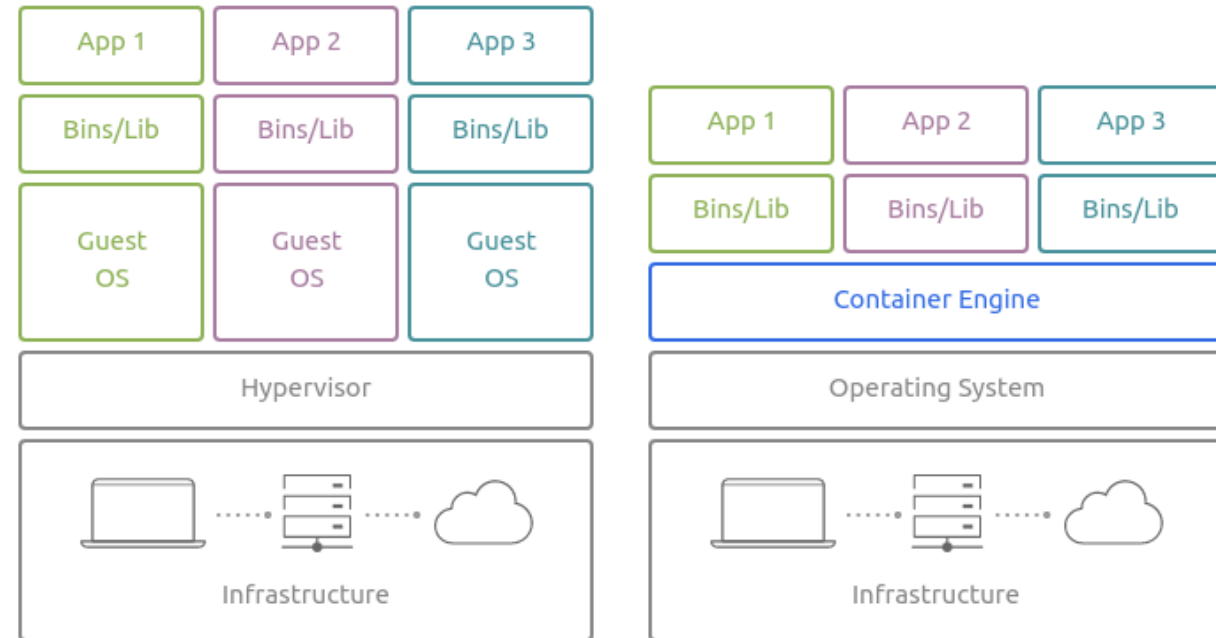 App 1
App 2
App 3
Bins/Lib
Bins/Lib
Bins/Lib
Guest
OS
Guest
OS
Guest
OS
Hypervisor
Infrastructure
App 1
App 2
App 3
Bins/Lib
Bins/Lib
Bins/Lib
Container Engine
Operating System
Infrastructure